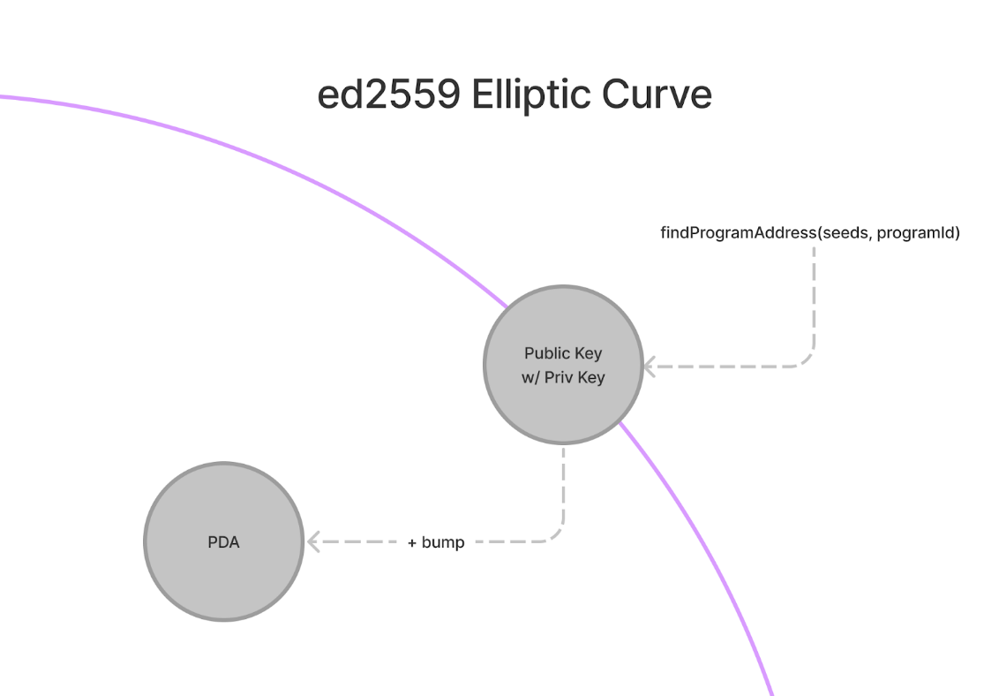 ed2559 Elliptic Curve
findProgramAddress(seeds, programId)
Public Key
w/ Priv Key
+ bump
PDA